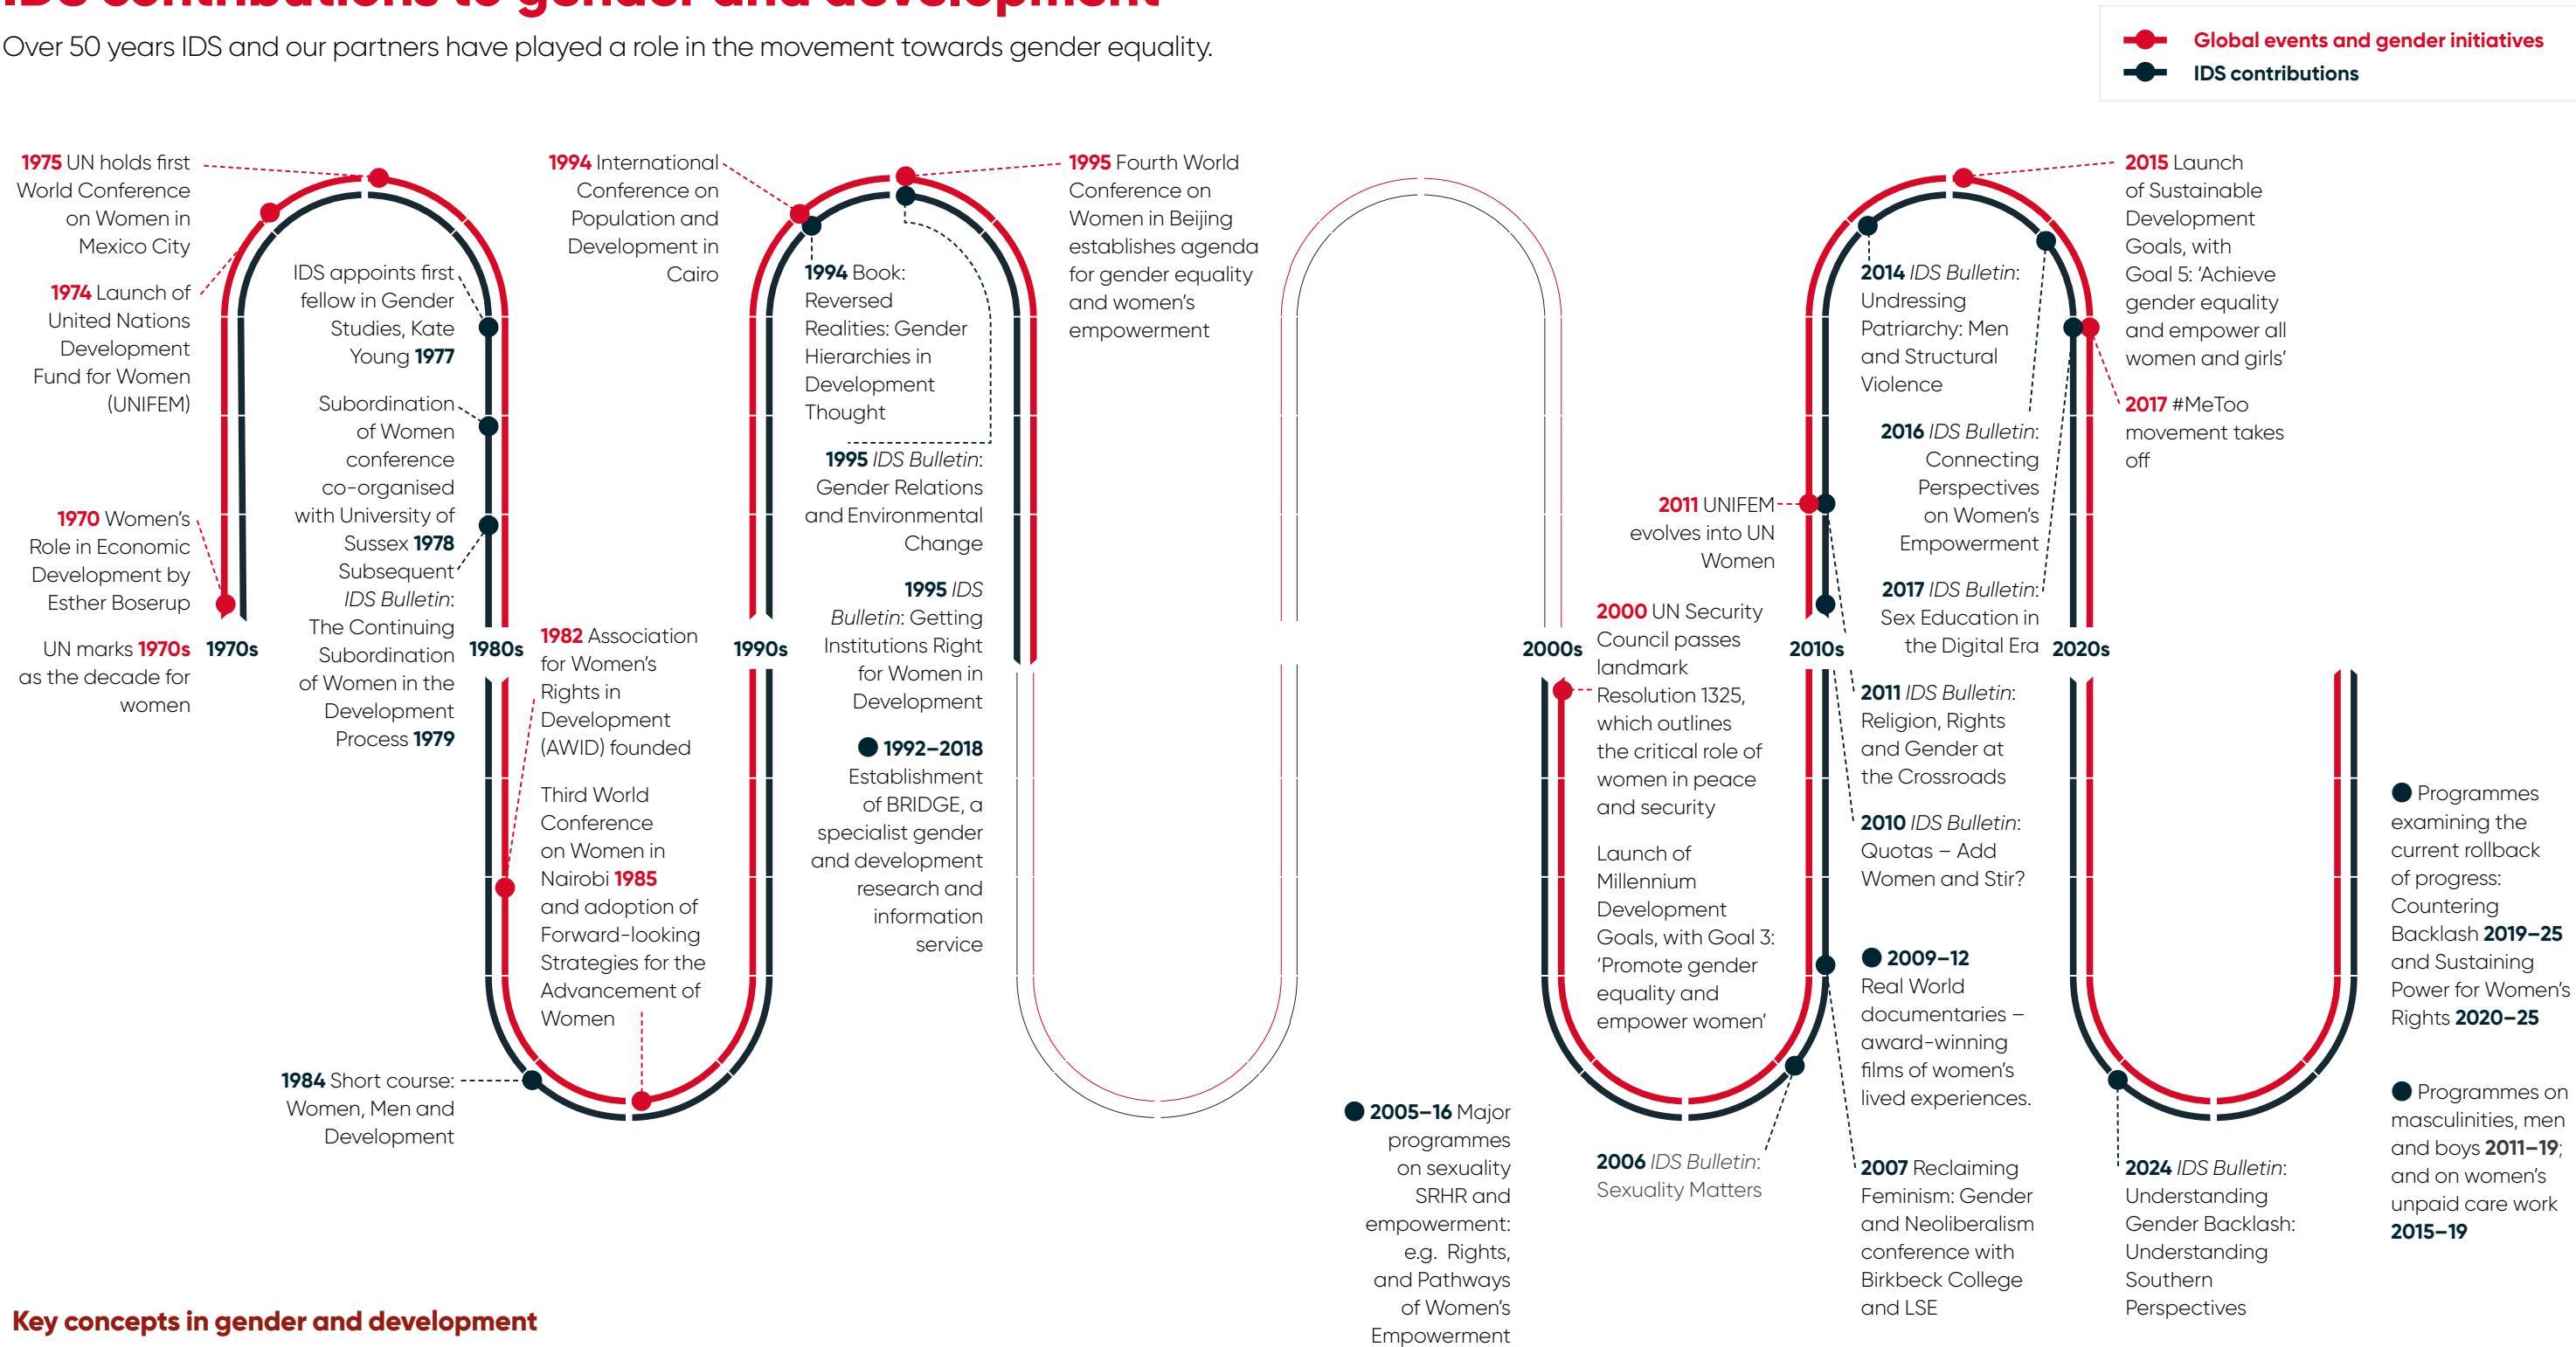 IDS contributions to gender and development
Over 50 years IDS and our partners have played a role in the movement towards gender equality.
Global events and gender initiatives
IDS contributions
1975 UN holds first
World Conference
on Women in
Mexico City
1974 Launch of
United Nations
Development
Fund for Women
(UNIFEM)
1970 Women's
Role in Economic
Development by
Esther Boserup
UN marks 1970s
as the decade for
women
1970s
IDS appoints first
fellow in Gender
Studies, Kate
Young 1977
Subordination
of Women
conference
co-organised
with University of
Sussex 1978
Subsequent
IDS Bulletin:
The Continuing
Subordination
of Women in the
Development
Process 1979
1980s
1982 Association
for Women's
Rights in
Development
(AWID) founded
Third World
Conference
on Women in
Nairobi 1985
and adoption of
Forward-looking
Strategies for the
Advancement of
Women
1984 Short course:
Women, Men and
Development
1990s
1994 International
Conference on
Population and
Development in
Cairo
1994 Book:
Reversed
Realities: Gender
Hierarchies in
Development
Thought
1995 IDS Bulletin:
Gender Relations
and Environmental
Change
1995 IDS
Bulletin: Getting
Institutions Right
for Women in
Development
1992–2018
Establishment
of BRIDGE, a
specialist gender
and development
research and
information
service
1995 Fourth World
Conference on
Women in Beijing
establishes agenda
for gender equality
and women's
empowerment
2000s
2000 UN Security
Council passes
landmark
Resolution 1325,
which outlines
the critical role of
women in peace
and security
Launch of
Millennium
Development
Goals, with Goal 3:
‘Promote gender
equality and
empower women’
2005–16 Major
programmes
on sexuality
SRHR and
empowerment:
e.g. Rights,
and Pathways
of Women's
Empowerment
2006 IDS Bulletin:
Sexuality Matters
2011 UNIFEM
evolves into UN
Women
2010s
2014 IDS Bulletin:
Undressing
Patriarchy: Men
and Structural
Violence
2016 IDS Bulletin:
Connecting
Perspectives
on Women's
Empowerment
2017 IDS Bulletin:
Sex Education in
the Digital Era
2011 IDS Bulletin:
Religion, Rights
and Gender at
the Crossroads
2010 IDS Bulletin:
Quotas – Add
Women and Stir?
2009–12
Real World
documentaries –
award-winning
films of women's
lived experiences.
2007 Reclaiming
Feminism: Gender
and Neoliberalism
conference with
Birkbeck College
and LSE
2020s
2015 Launch
of Sustainable
Development
Goals, with
Goal 5: ‘Achieve
gender equality
and empower all
women and girls’
2017 #MeToo
movement takes
off
2024 IDS Bulletin:
Understanding
Gender Backlash:
Understanding
Southern
Perspectives
Programmes
examining the
current rollback
of progress:
Countering
Backlash 2019–25
and Sustaining
Power for Women's
Rights 2020–25
Programmes on
masculinities, men
and boys 2011–19;
and on women's
unpaid care work
2015–19
Key concepts in gender and development